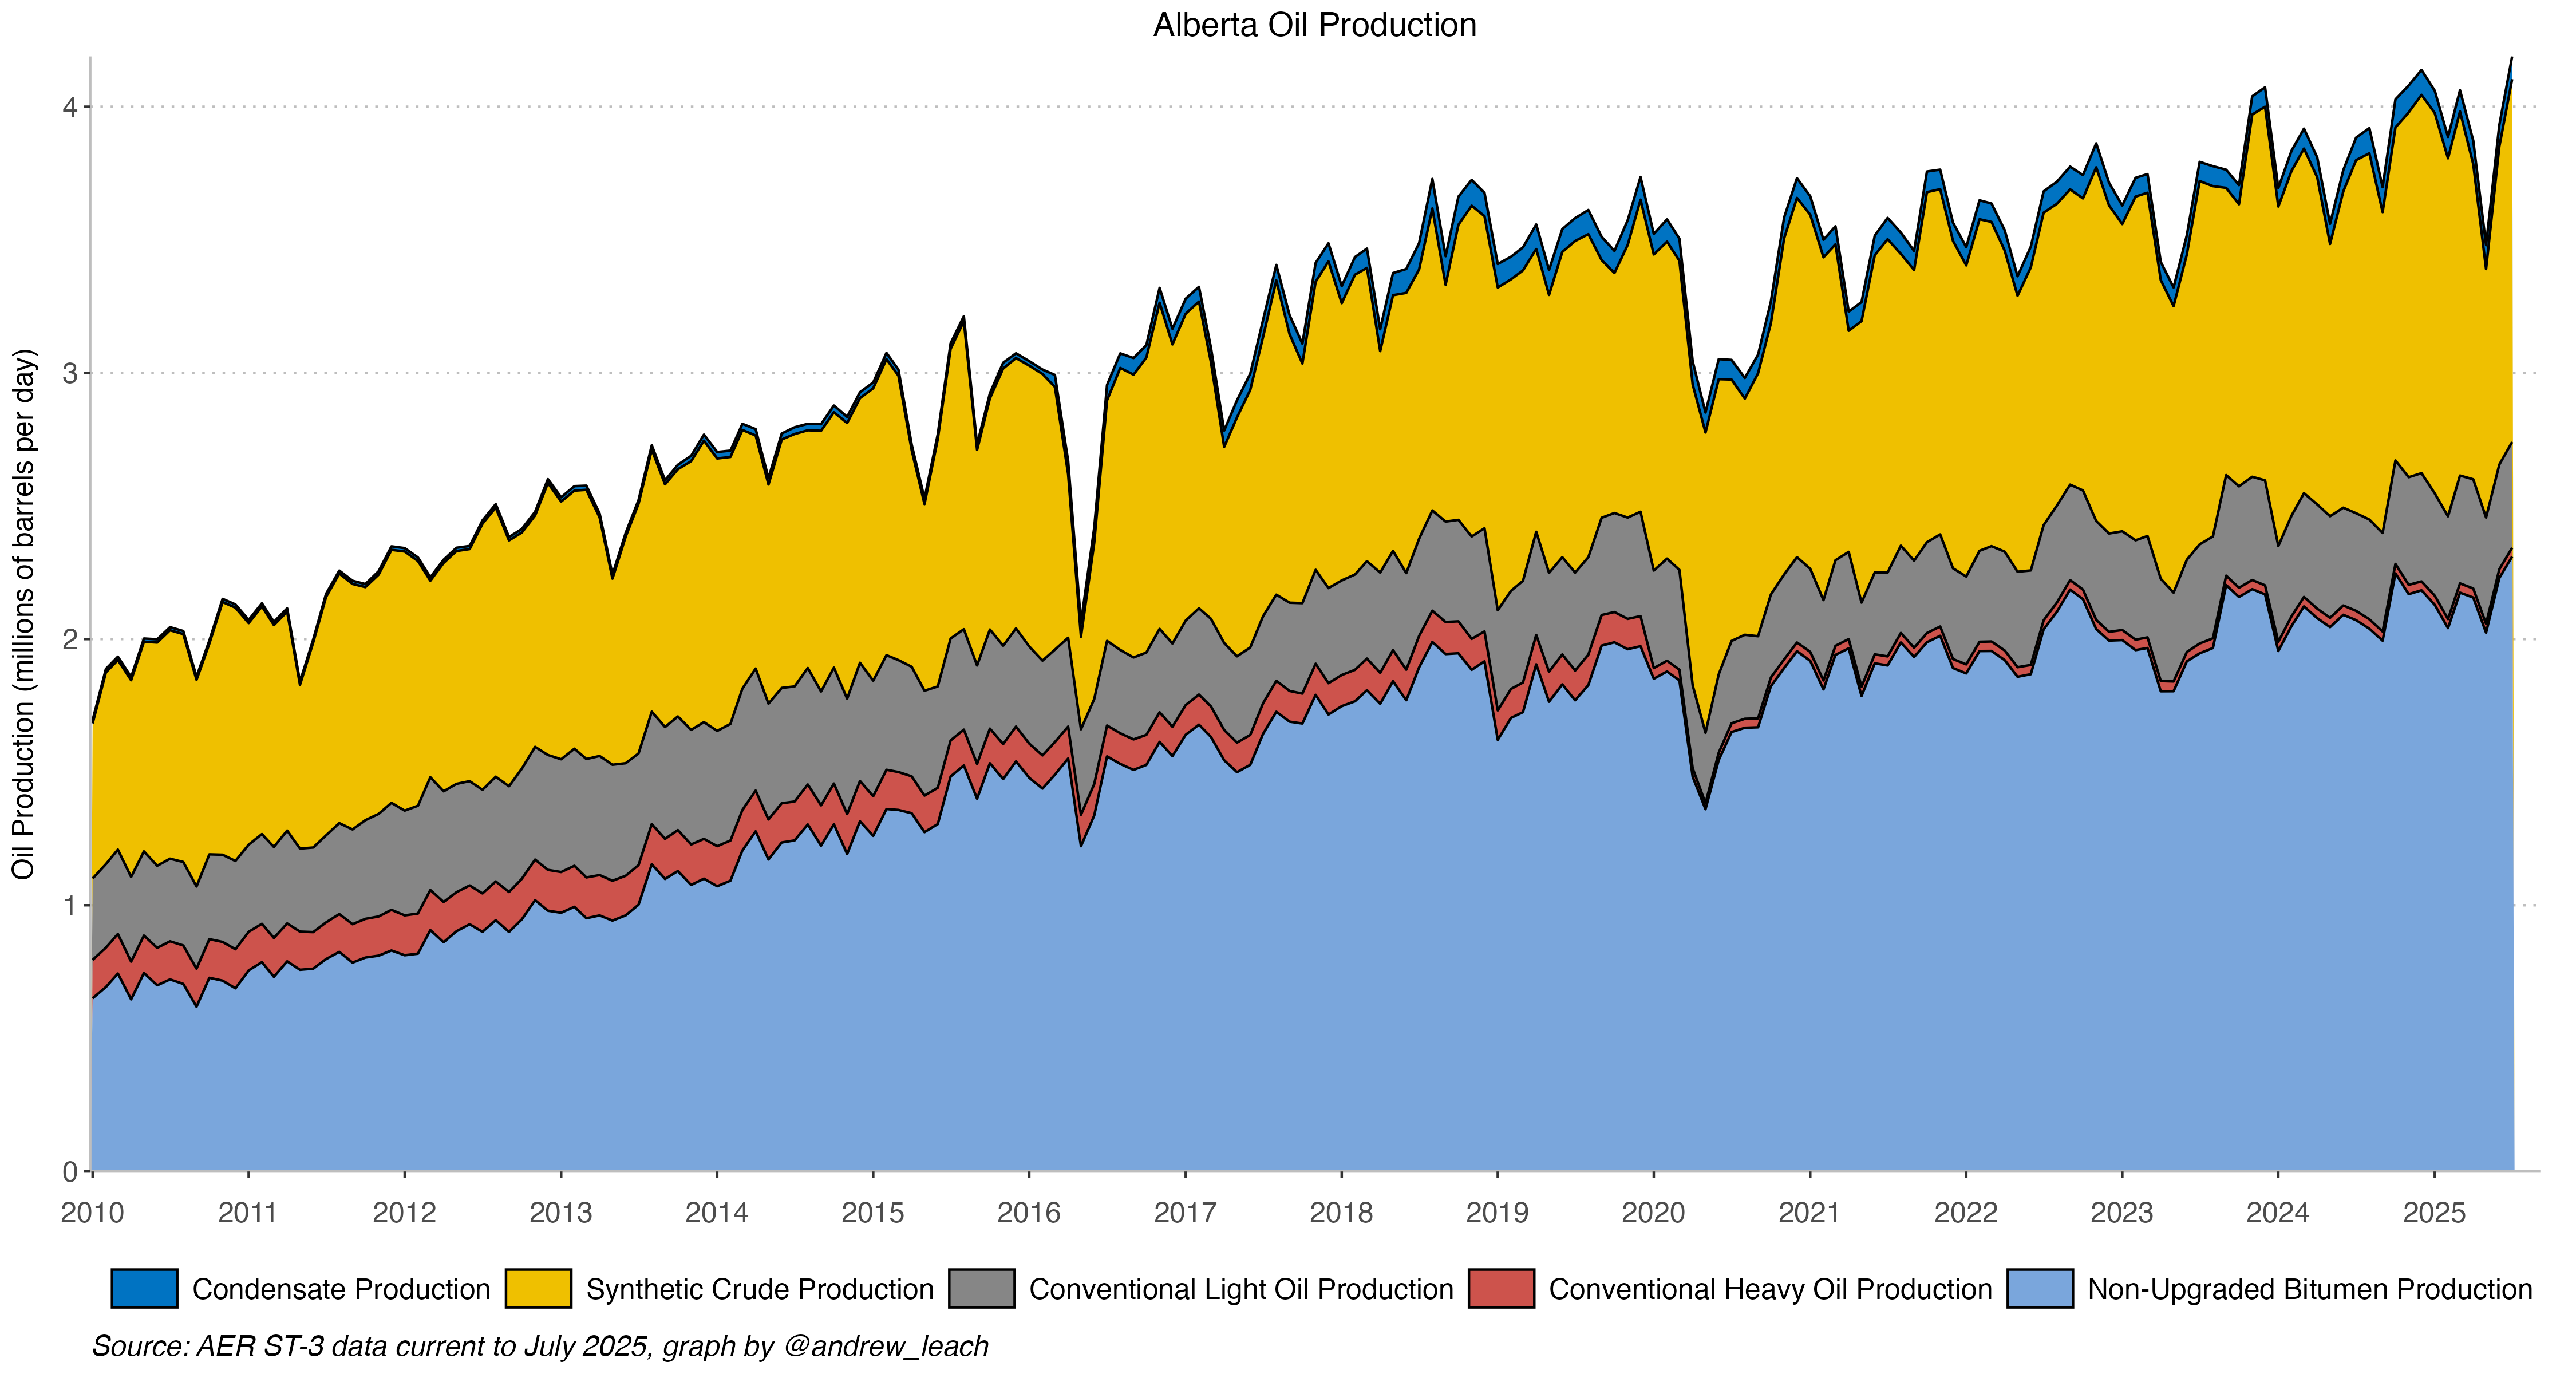 Alberta Oil Production
Oil Production (millions of barrels per day)
4
3
2
1
0
2010 2011 2012 2013 2014 2015 2016 2017 2018 2019 2020 2021 2022 2023 2024 2025
Condensate Production Synthetic Crude Production Conventional Light Oil Production Conventional Heavy Oil Production Non-Upgraded Bitumen Production
Source: AER ST-3 data current to July 2025, graph by @andrew_leach